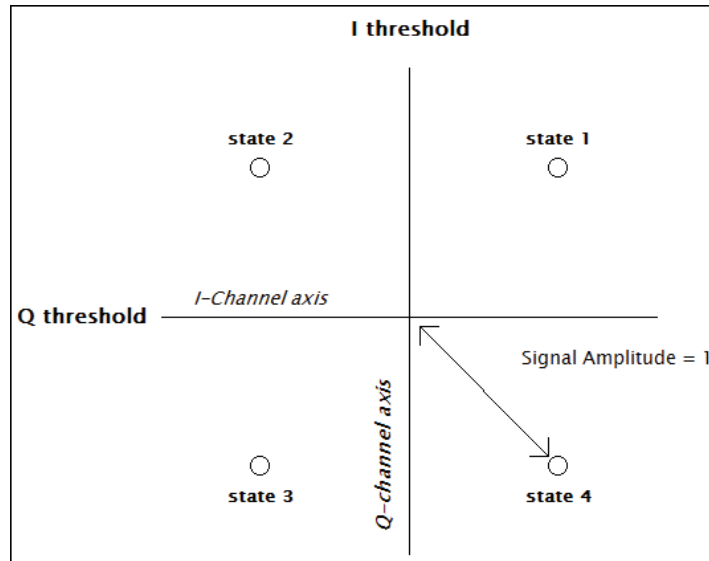 I threshold
state 2
state 1
I-Channel axis
Q threshold
Signal Amplitude = 1
Q-channel axis
state 3
state 4